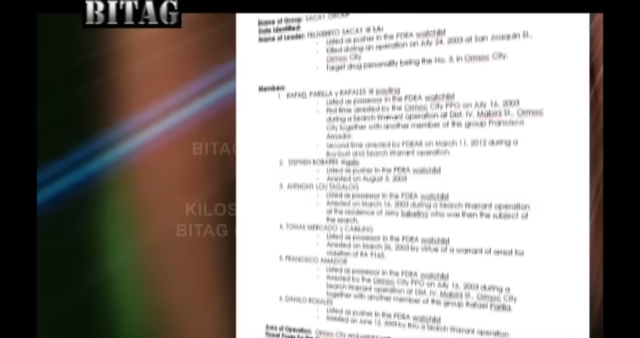 BITAG
Name of Group: SACAY GROUP
Date Identified:
Name of Leader: FELIZARDO SACAY @
Listed as pusher in the PDEA watchlist
Killed during an operation on July 24, 2003 at San Joaquin St.,
Ormoc City
Target drug personality being the No. 3, in Ormoc City.
Members:
1. RAFAEL PARILLA y RAFALES @
Listed as possessor in the PDEA watchlist
First time arrested by the Ormoc City PPO on July 16, 2003
during a Search Warrant operation at Dist. IV, Mabini St., Ormoc
City together with another member of this group Francisco
Amador.
Second time arrested by PDEA8 on March 11, 2012 during a
Buy-bust and Search Warrant operation.
2. STEPHEN
Listed as pusher in the PDEA watchlist
Arrested on August 5, 2003
3. ANTHONY LOU TAGALOG
Listed as possessor in the PDEA watchlist
Arrested on March 16, 2003 during a Search Warrant operation
at the residence of Jerry who was then the subject of
the search.
4. TOMAS MERCADO y CABILING
Listed as possessor in the PDEA watchlist
Arrested on March 26, 2003 by virtue of a warrant of arrest for
violation of RA 9165.
5. FRANCISCO AMADOR
Listed as possessor in the PDEA watchlist
Arrested by the Ormoc City PPO on July 16, 2003 during a
Search Warrant operation at Dist. IV, Mabini St., Ormoc City
together with another member of this group Rafael Parilla.
6. DANILO ROSALES
Listed as pusher in the PDEA watchlist
Arrested on June 2003 by thru a Search Warrant operation
Area of Operation: Ormoc City and
BITAG
KILOS
BITAG